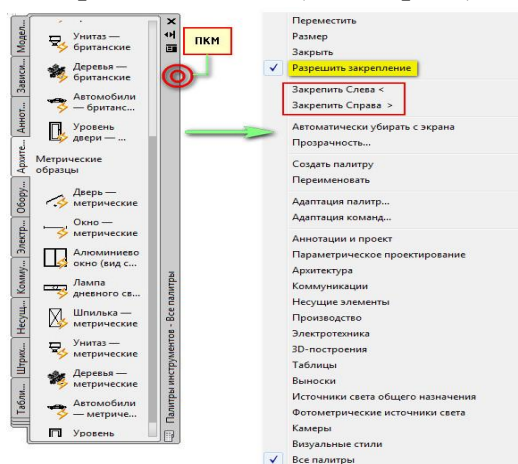 Модел...
Зависи...
Аннот...
Архите...
Обору...
Электр...
Комму...
Несущ...
Штрих...
Табли...
Унитаз —
британские
Деревья —
британские
Автомобили
— британс...
Уровень
двери — ...
Метрические
образцы
Дверь —
метрические
Окно —
метрические
Алюминиево
окно (вид с...
Лампа
дневного св...
Шпилька —
метрические
Унитаз —
метрические
Деревья —
метрические
Автомобили
— метриче...
Уровень
Палитры инструментов - Все палитры
ПКМ
Переместить
Размер
Закрыть
Разрешить закрепление
Закрепить Слева <
Закрепить Справа >
Автоматически убирать с экрана
Прозрачность...
Создать палитру
Переименовать
Адаптация палитр...
Адаптация команд...
Аннотации и проект
Параметрическое проектирование
Архитектура
Коммуникации
Несущие элементы
Производство
Электротехника
3D-построения
Таблицы
Выноски
Источники света общего назначения
Фотометрические источники света
Камеры
Визуальные стили
Все палитры